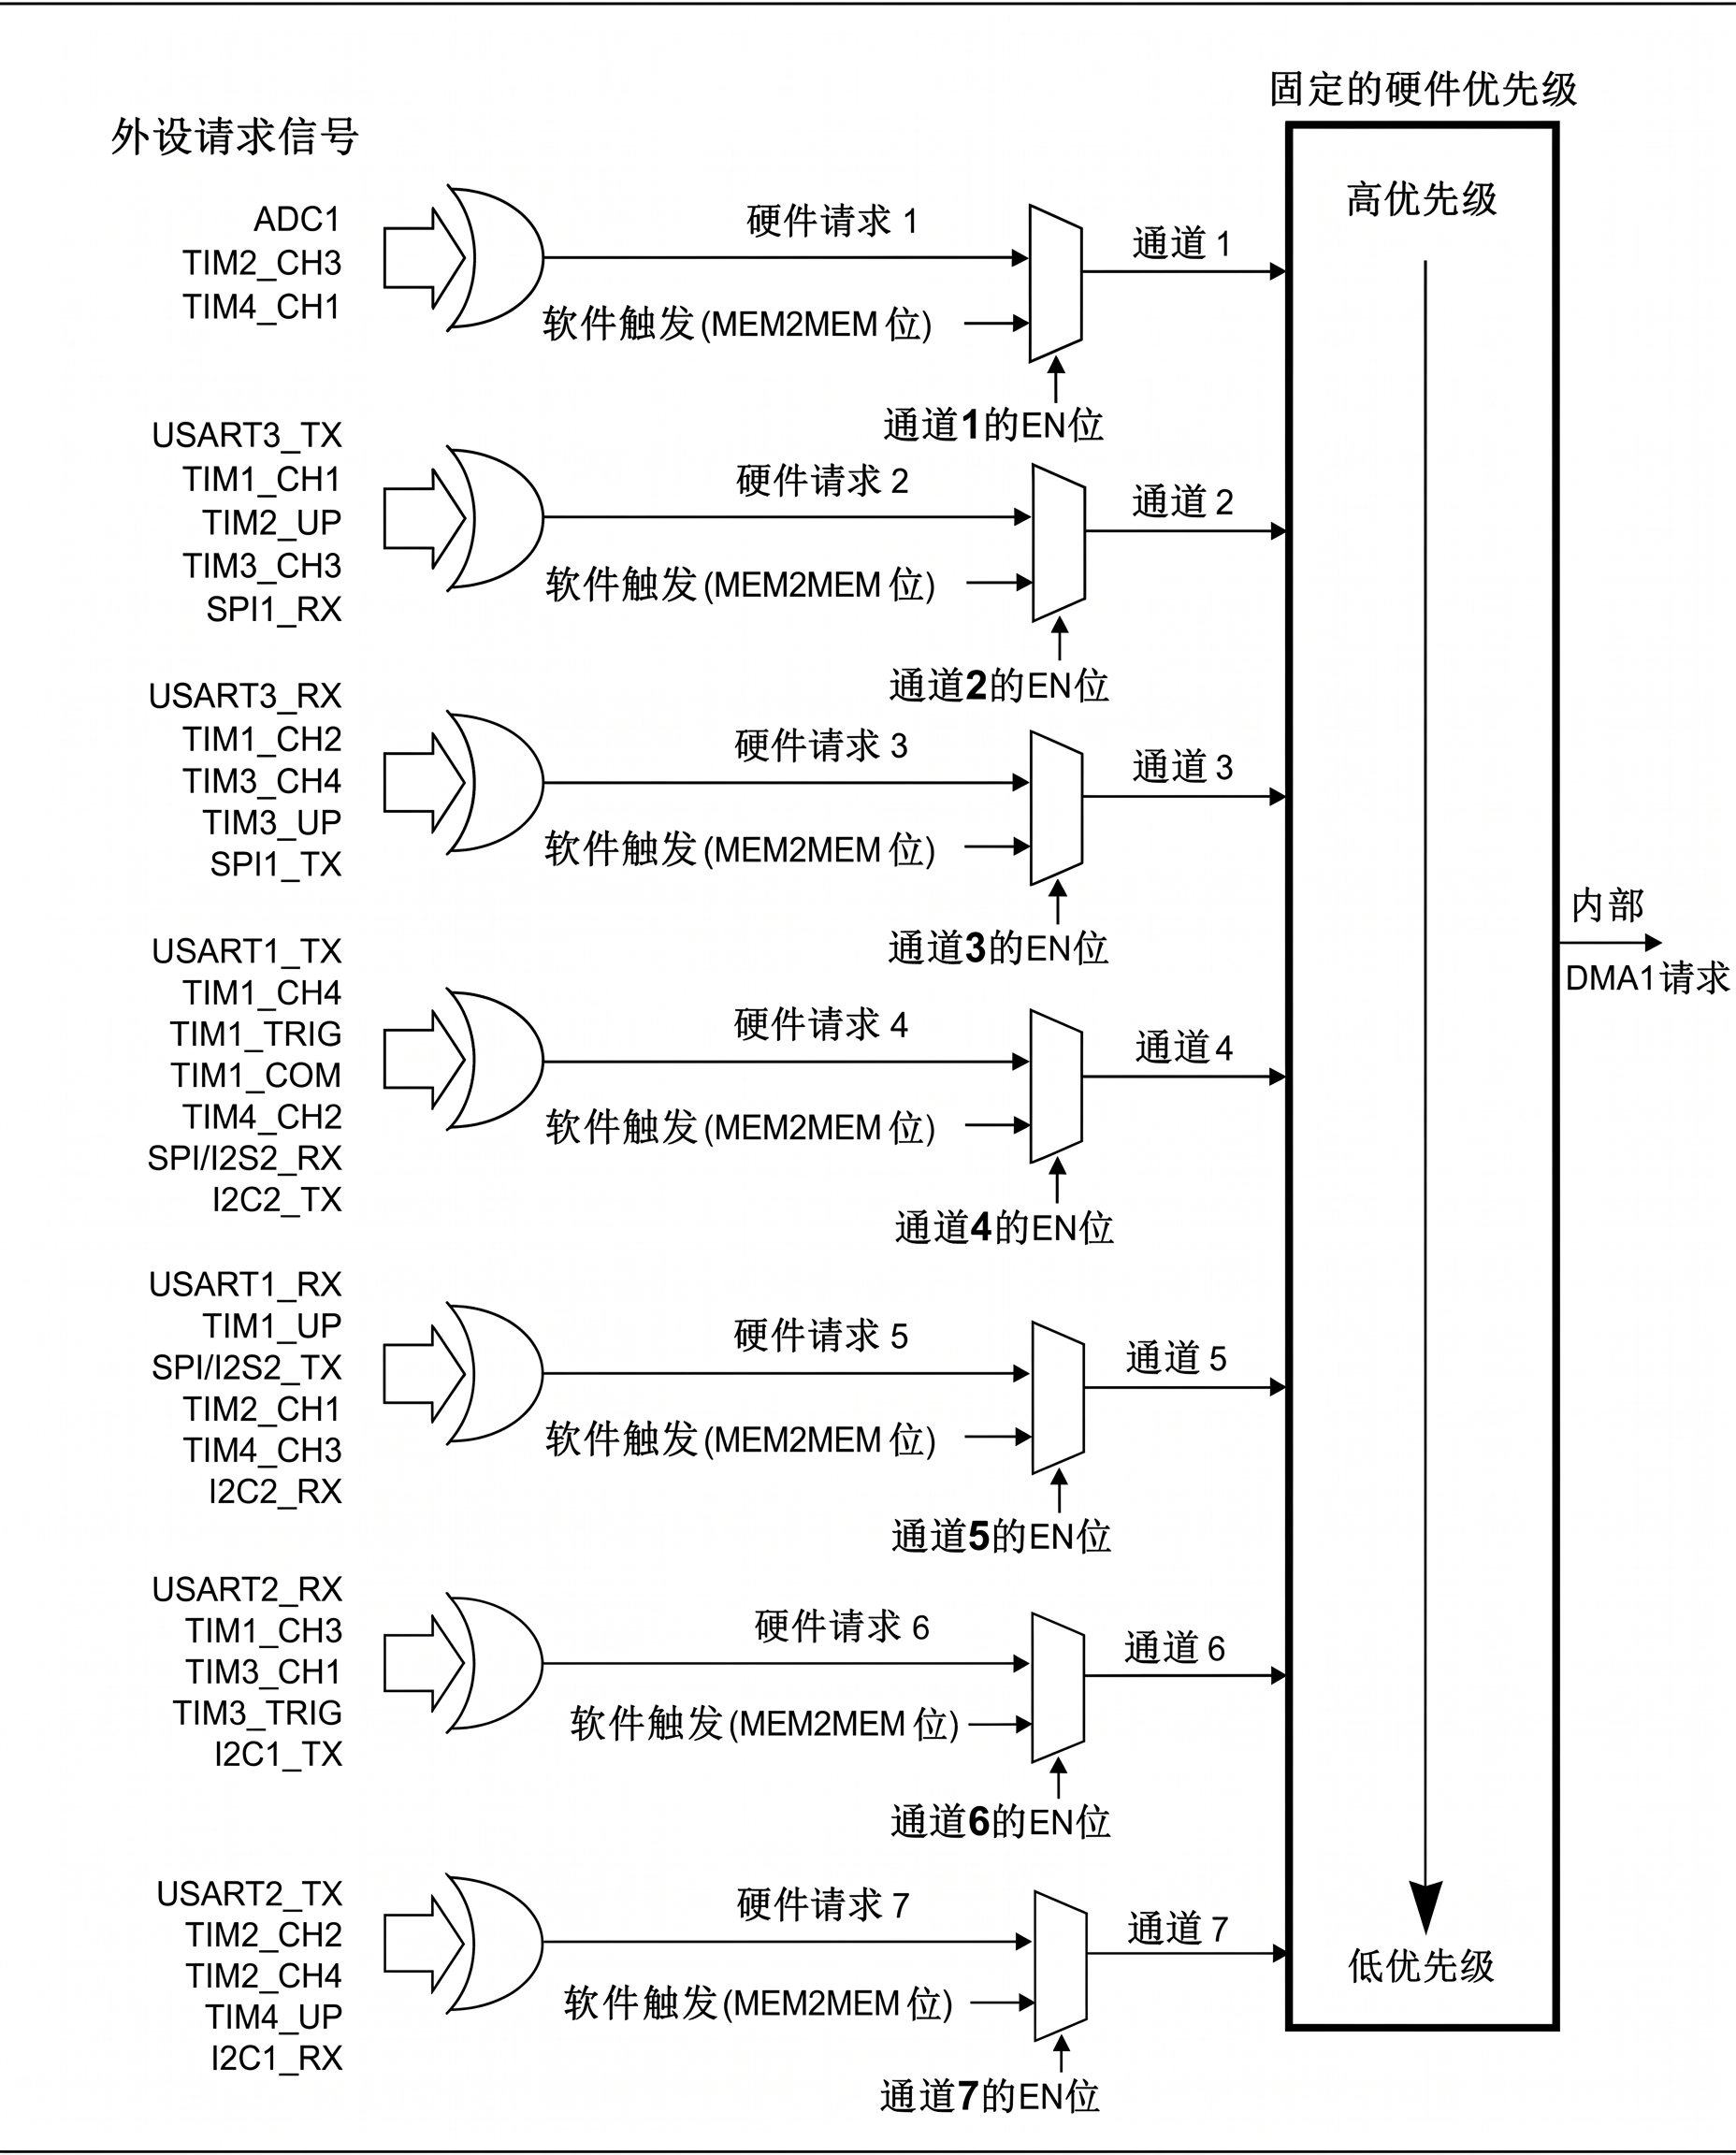 固定的硬件优先级
外设请求信号
高优先级
ADC1
TIM2_CH3
TIM4_CH1
硬件请求 1
通道 1
软件触发(MEM2MEM 位)
通道1的EN位
USART3_TX
TIM1_CH1
TIM2_UP
TIM3_CH3
SPI1_RX
硬件请求 2
通道 2
软件触发(MEM2MEM 位)
通道2的EN位
USART3_RX
TIM1_CH2
TIM3_CH4
TIM3_UP
SPI1_TX
硬件请求 3
通道 3
软件触发(MEM2MEM 位)
通道3的EN位
内部
DMA1请求
USART1_TX
TIM1_CH4
TIM1_TRIG
TIM1_COM
TIM4_CH2
SPI/I2S2_RX
I2C2_TX
硬件请求 4
通道4
软件触发(MEM2MEM 位)
通道4的EN位
USART1_RX
TIM1_UP
SPI/I2S2_TX
TIM2_CH1
TIM4_CH3
I2C2_RX
硬件请求 5
通道 5
软件触发(MEM2MEM 位)
通道5的EN位
USART2_RX
TIM1_CH3
TIM3_CH1
TIM3_TRIG
I2C1_TX
硬件请求 6
通道 6
软件触发(MEM2MEM 位)
通道6的EN位
USART2_TX
TIM2_CH2
TIM2_CH4
TIM4_UP
I2C1_RX
硬件请求 7
通道 7
软件触发(MEM2MEM 位)
通道7的EN位
低优先级